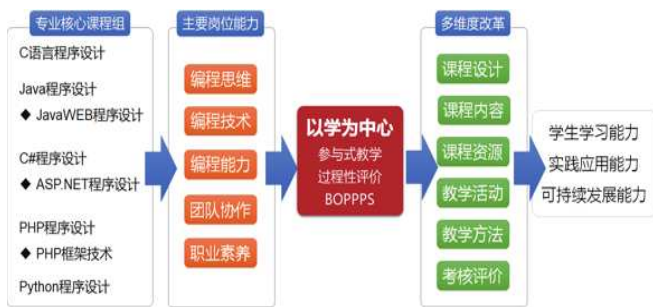 专业核心课程组
C语言程序设计
Java程序设计
◆ JavaWEB程序设计
C#程序设计
◆ ASP.NET程序设计
PHP程序设计
◆ PHP框架技术
Python程序设计
主要岗位能力
编程思维
编程技术
编程能力
团队协作
职业素养
以学为中心
参与式教学
过程性评价
BOPPPS
多维度改革
课程设计
课程内容
课程资源
教学活动
教学方法
考核评价
学生学习能力
实践应用能力
可持续发展能力